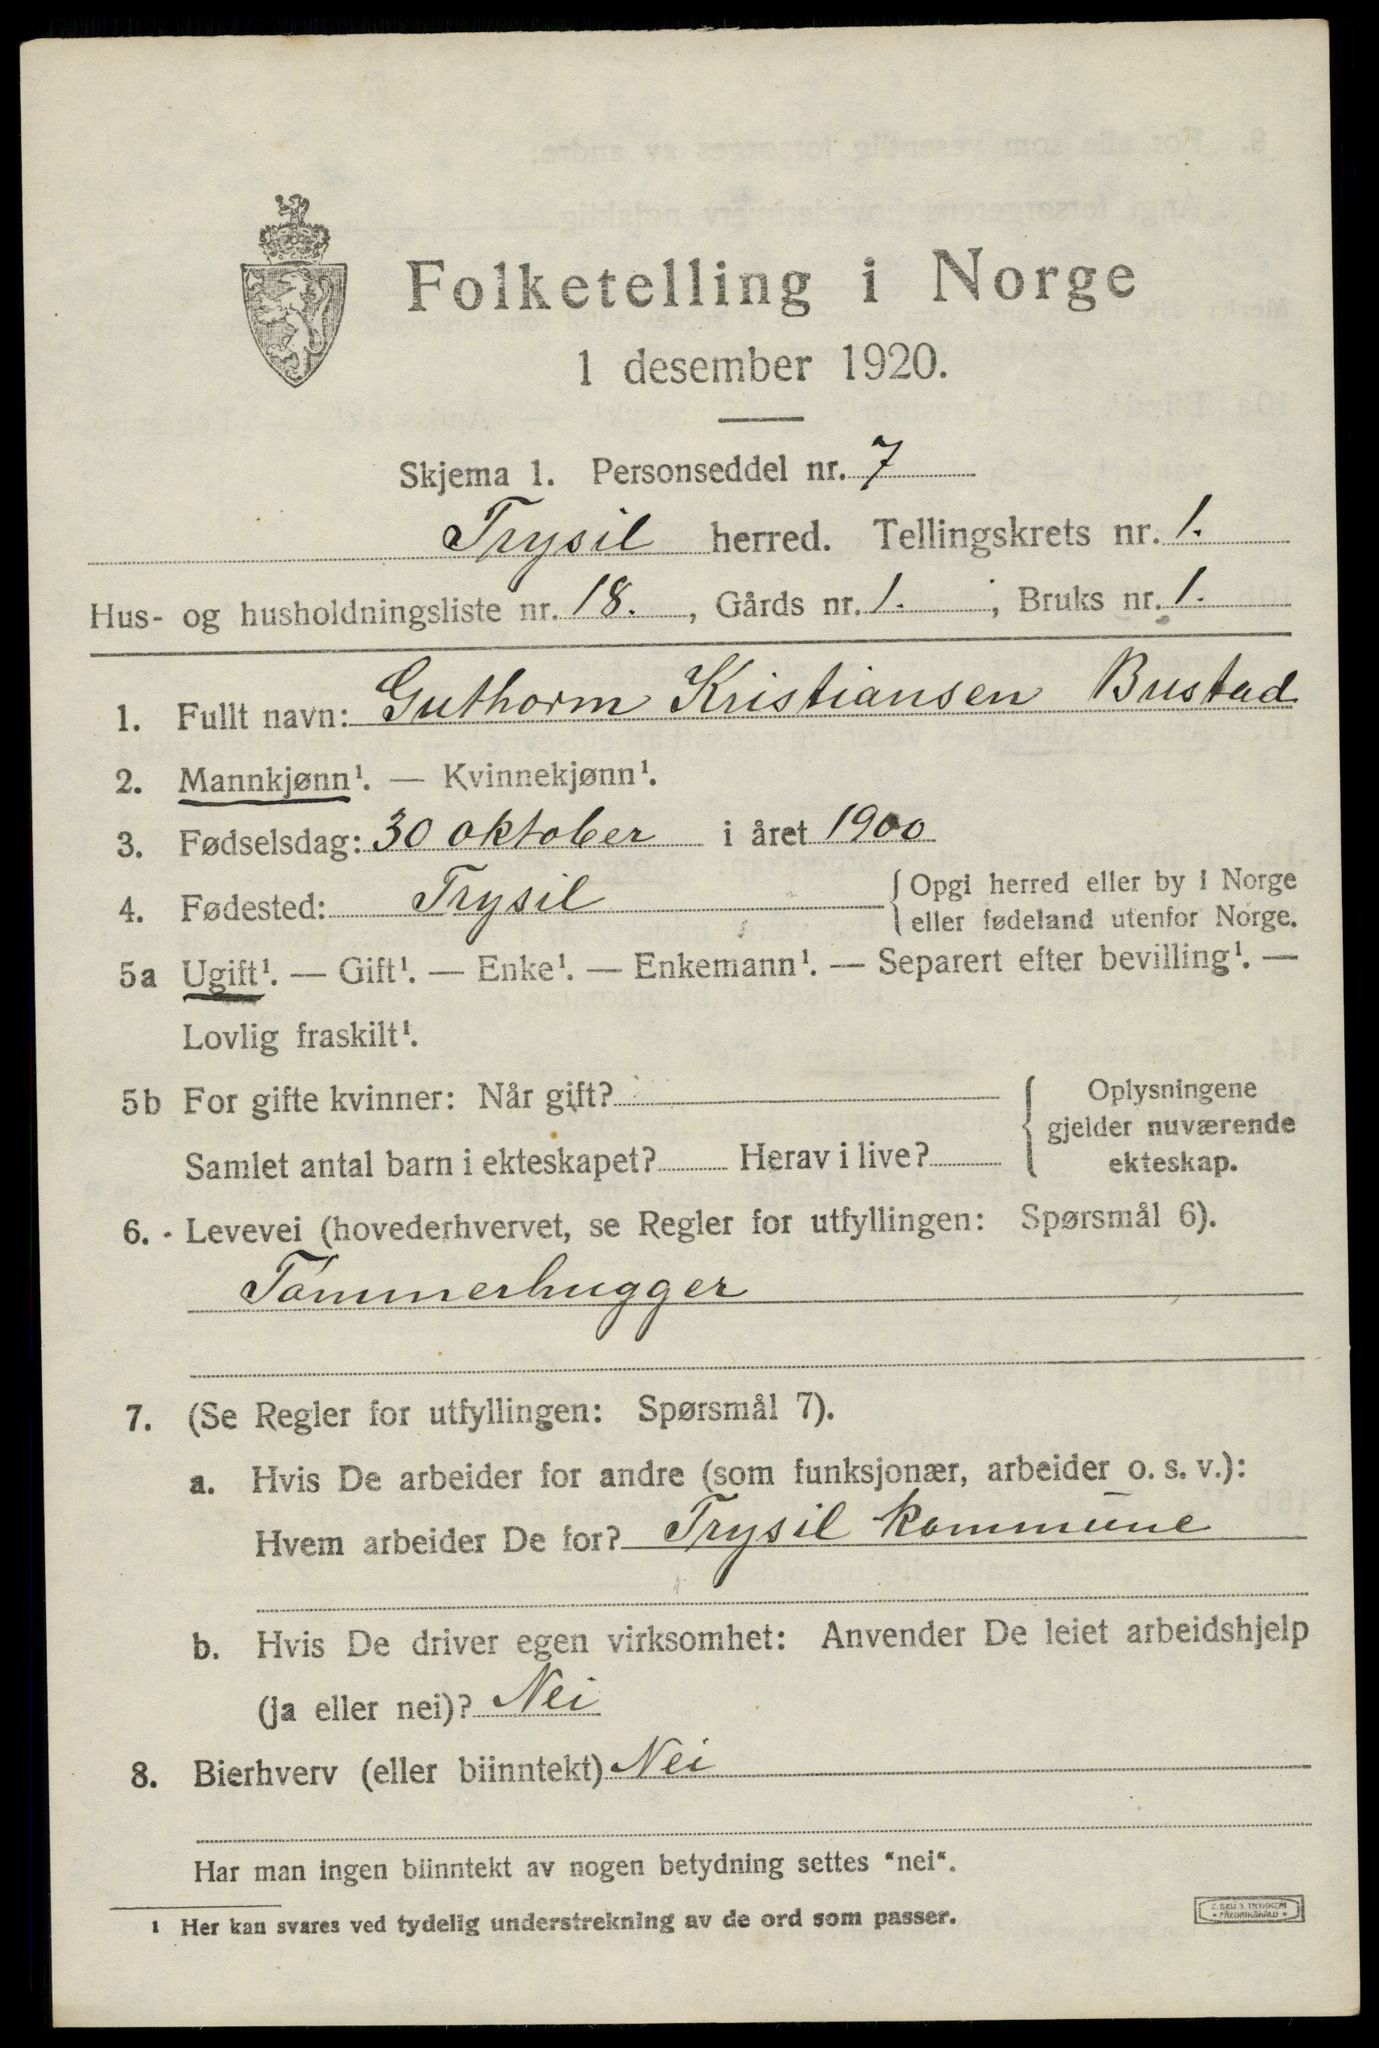 Folketelling i Norge
1 desember 1920.
Skjema 1. Personseddel nr. 7
Trysil herred. Tellingskrets nr. 1.
Hus- og husholdningsliste nr. 18. , Gårds nr. 1. , Bruks nr. 1.
1. Fullt navn: Guthorm Kristiansen Bustad
2. Mannkjønn¹. — Kvinnekjønn¹.
3. Fødselsdag: 30 oktober i året 1900
4. Fødested: Trysil { Opgi herred eller by i Norge
eller fødeland utenfor Norge.
5a Ugift¹. — Gift¹. — Enke¹. — Enkemann¹. — Separert efter bevilling¹. —
Lovlig fraskilt¹.
5b For gifte kvinner: Når gift? { Oplysningene
gjelder nuværende
Samlet antal barn i ekteskapet? Herav i live? ekteskap.
6. Levevei (hovederhvervet, se Regler for utfyllingen: Spørsmål 6).
Tømmerhugger
7. (Se Regler for utfyllingen: Spørsmål 7).
a. Hvis De arbeider for andre (som funksjonær, arbeider o. s. v.):
Hvem arbeider De for? Trysil kommune
b. Hvis De driver egen virksomhet: Anvender De leiet arbeidshjelp
(ja eller nei)? Nei
8. Bierhverv (eller biinntekt) Nei
Har man ingen biinntekt av nogen betydning settes "nei".
¹ Her kan svares ved tydelig understrekning av de ord som passer.